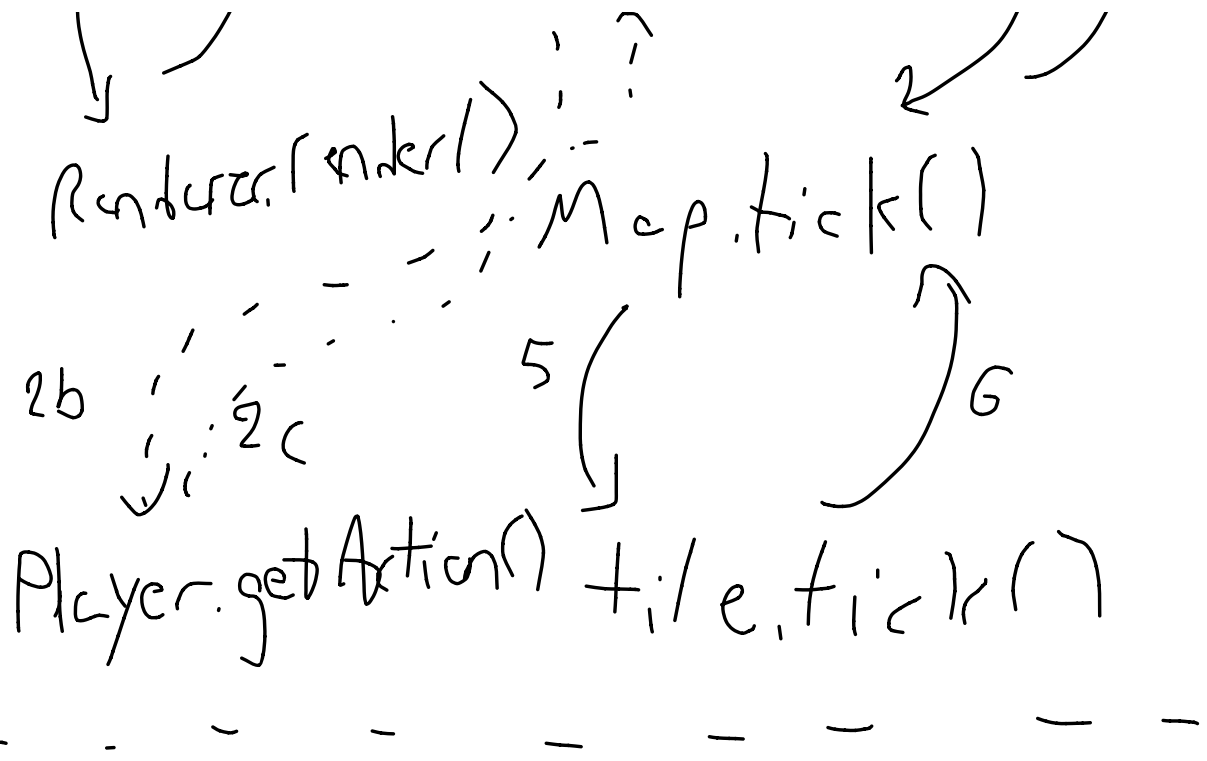 Renderer.render()
Map.tick()
5
2b
2c
6
Player.getAction()
tile.tick()